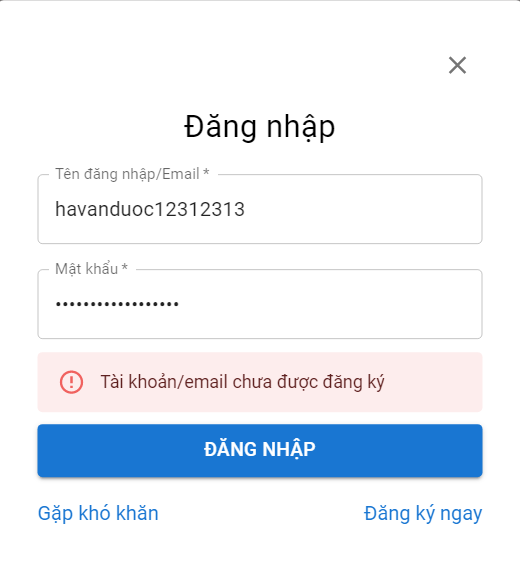 Đăng nhập
Tên đăng nhập/Email *
havanduoc12312313
Mật khẩu *
••••••••••••••••••
Tài khoản/email chưa được đăng ký
ĐĂNG NHẬP
Gặp khó khăn
Đăng ký ngay